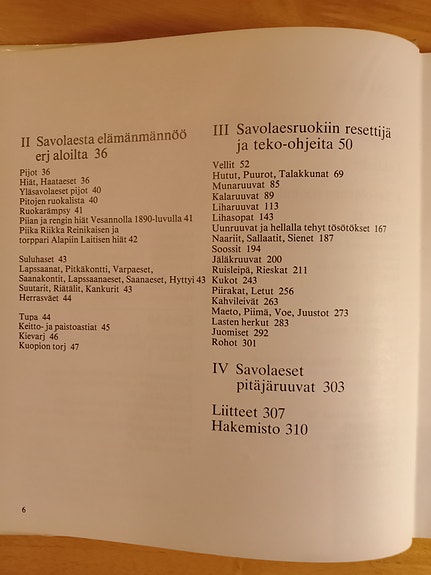 II Savolaesta elämänmännöö
erj aloilta 36
Pijot 36
Hiät, Haataeset 36
Yläsavolaeset pijot 40
Pitojen ruokalista 40
Ruokarämpsy 41
Piian ja rengin hiät Vesannolla 1890-luvulla 41
Piika Riikka Reinikaisen ja
torppari Alapiin Laitisen hiät 42
Suluhaset 43
Lapssaanat, Pitkäkontti, Varpaeset,
Saanakontit, Lapssaanaeset, Saanaeset, Hyttyi 43
Suutarit, Riätälit, Kankurit 43
Herrasväet 44
Tupa 44
Keitto- ja paistoastiat 45
Kievarj 46
Kuopion torj 47
III Savolaesruokiin resettijä
ja teko-ohjeita 50
Vellit 52
Hutut, Puurot, Talakkunat 69
Munaruuvat 85
Kalaruuvat 89
Liharuuvat 113
Lihasopat 143
Uunruuvat ja hellalla tehyt tösötökset 167
Naariit, Sallaatit, Sienet 187
Soossit 194
Jäläkruuvat 200
Ruisleipä, Rieskat 211
Kukot 243
Piirakat, Letut 256
Kahvileivät 263
Maeto, Piimä, Voe, Juustot 273
Lasten herkut 283
Juomiset 292
Rohot 301
IV Savolaeset
pitäjäruuvat 303
Liitteet 307
Hakemisto 310
6